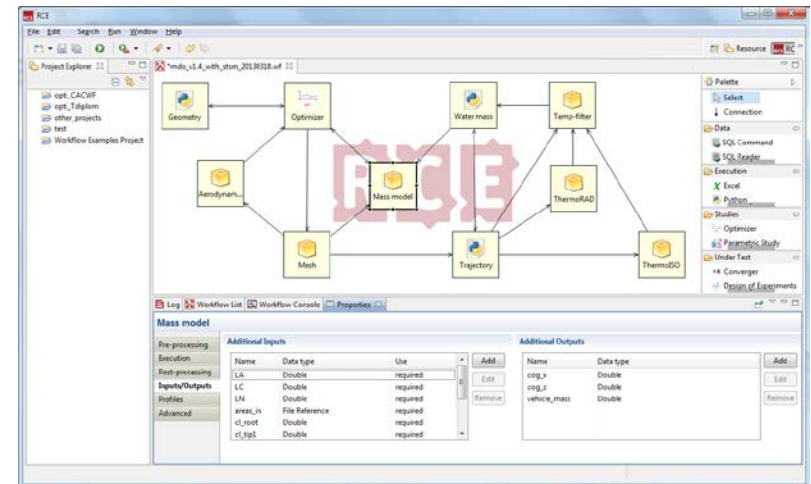 RCE
File Edit Search Run Window Help
Resource RC
Project Explorer
opti_CACWF
opti_Tdiplom
other_projects
test
Workflow Examples Project
*mdo_v1.4_with_stsm_20130318.wf
Geometry
Optimizer
Water mass
Temp-filter
RCE
Aerodynam...
Mass model
ThermoRAD
Mesh
Trajectory
ThermoISO
Palette
Select
Connection
Data
SQL Command
SQL Reader
Execution
Excel
Python
Studies
Optimizer
Parametric Study
Under Test
Converger
Design of Experiments
Log Workflow List Workflow Console Properties
Mass model
Pre-processing
Execution
Post-processing
Inputs/Outputs
Profiles
Advanced
Additional Inputs
Name Data type Use
LA Double required
LC Double required
LN Double required
areas_in File Reference required
cl_root Double required
cl_tip1 Double required
Add
Edit
Remove
Additional Outputs
Name Data type
cog_x Double
cog_z Double
vehicle_mass Double
Add
Edit
Remove